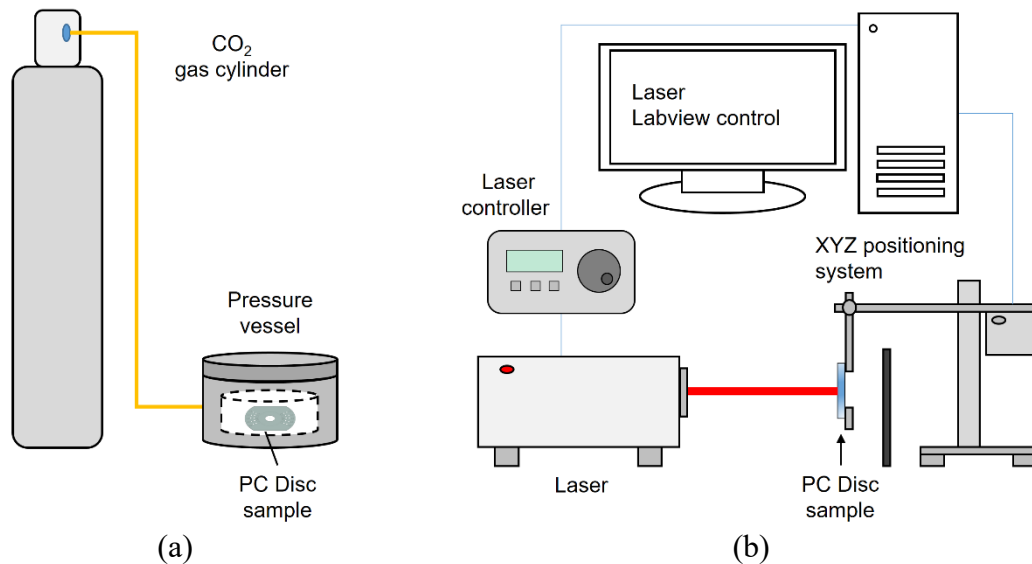 CO₂
gas cylinder
Pressure
vessel
PC Disc
sample
(a)
Laser
Labview control
Laser
controller
XYZ positioning
system
Laser
PC Disc
sample
(b)